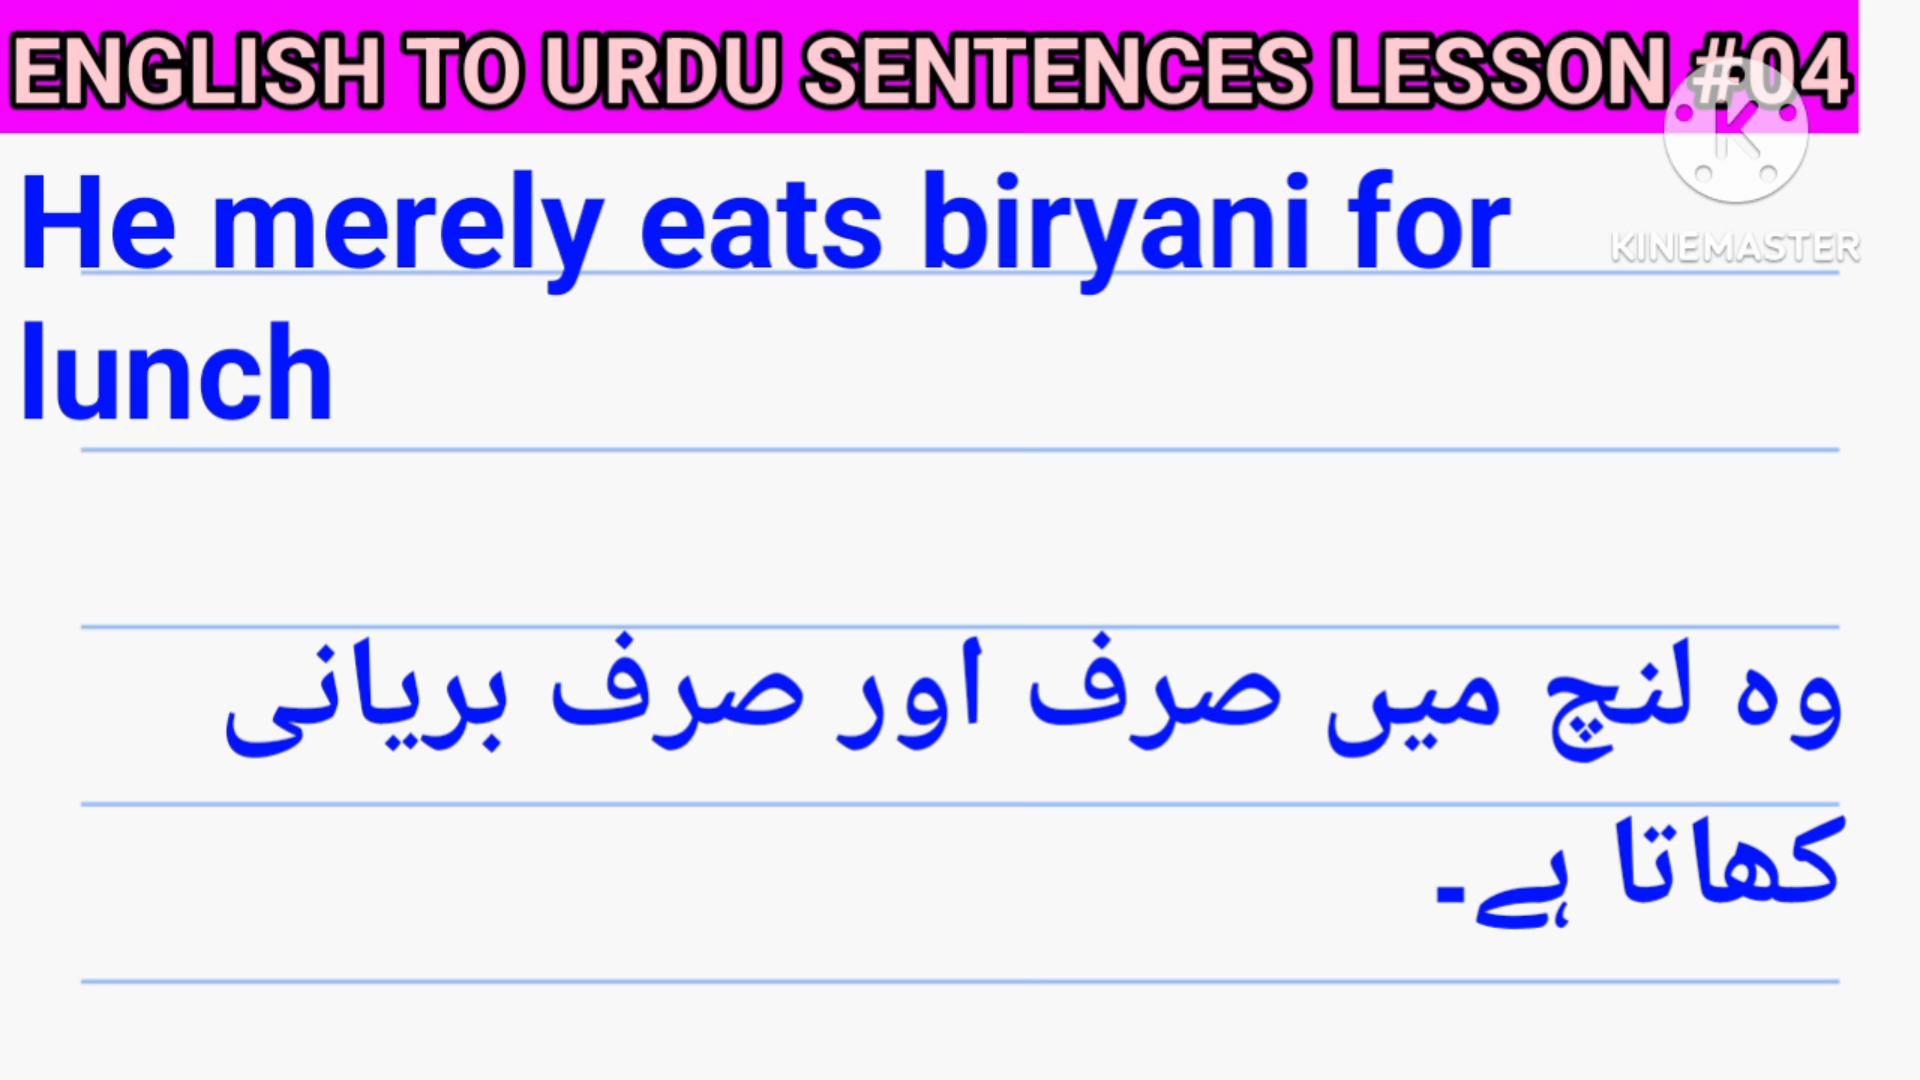 ENGLISH TO URDU SENTENCES LESSON #04
He merely eats biryani for
lunch
KINEMASTER
وہ لنچ میں صرف اور صرف بریانی
کھاتا ہے۔